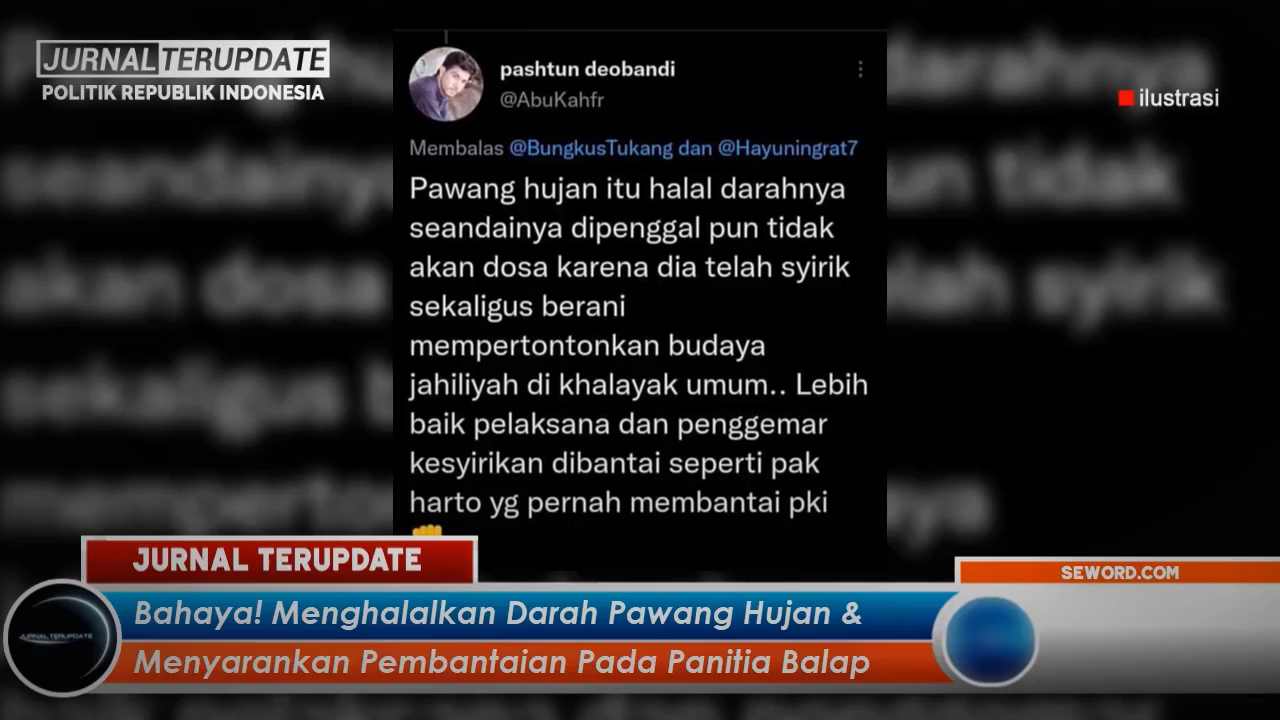 JURNAL TERUPDATE
POLITIK REPUBLIK INDONESIA
ilustrasi
pashtun deobandi
@AbuKahfr
Membalas @BungkusTukang dan @Hayuningrat7
Pawang hujan itu halal darahnya
seandainya dipenggal pun tidak
akan dosa karena dia telah syirik
sekaligus berani
mempertontonkan budaya
jahiliyah di khalayak umum.. Lebih
baik pelaksana dan penggemar
kesyirikan dibantai seperti pak
harto yg pernah membantai pki
JURNAL TERUPDATE
SEWORD.COM
JURNAL TERUPDATE
Bahaya! Menghalalkan Darah Pawang Hujan &
Menyarankan Pembantaian Pada Panitia Balap